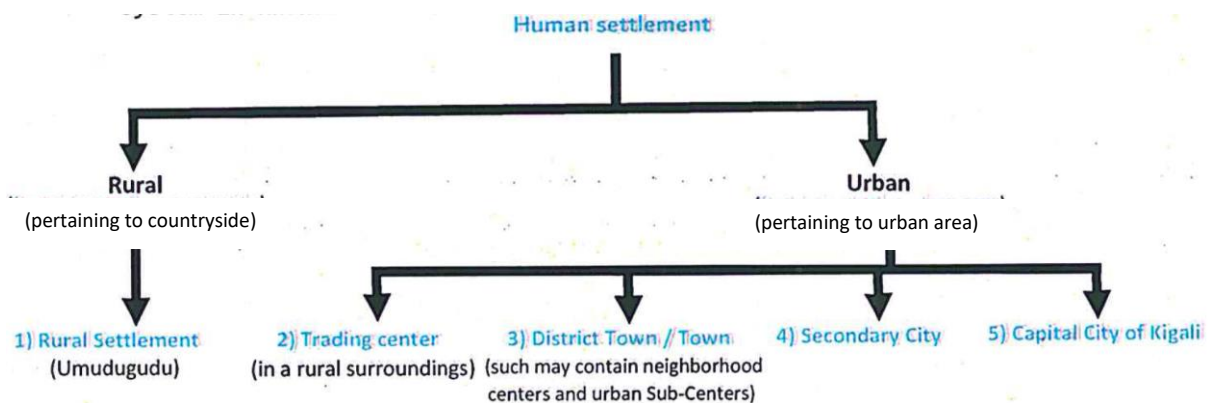 Human settlement
Rural
Urban
(pertaining to countryside)
(pertaining to urban area)
1) Rural Settlement
(Umudugudu)
2) Trading center
(in a rural surroundings)
3) District Town / Town
(such may contain neighborhood
centers and urban Sub-Centers)
4) Secondary City
5) Capital City of Kigali